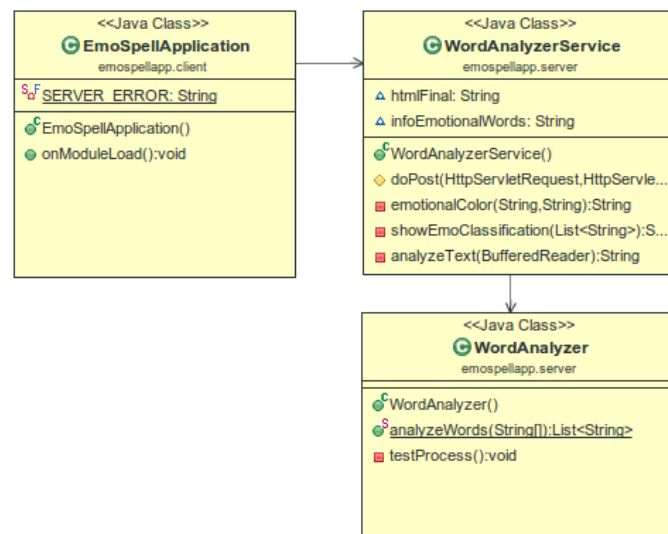 <<Java Class>>
EmoSpellApplication
emospellapp.client
SERVER_ERROR: String
EmoSpellApplication()
onModuleLoad():void
<<Java Class>>
WordAnalyzerService
emospellapp.server
htmlFinal: String
infoEmotionalWords: String
WordAnalyzerService()
doPost(HttpServletRequest,HttpServle...
emotionalColor(String,String):String
showEmoClassification(List<String>):S...
analyzeText(BufferedReader):String
<<Java Class>>
WordAnalyzer
emospellapp.server
WordAnalyzer()
analyzeWords(String[]):List<String>
testProcess():void